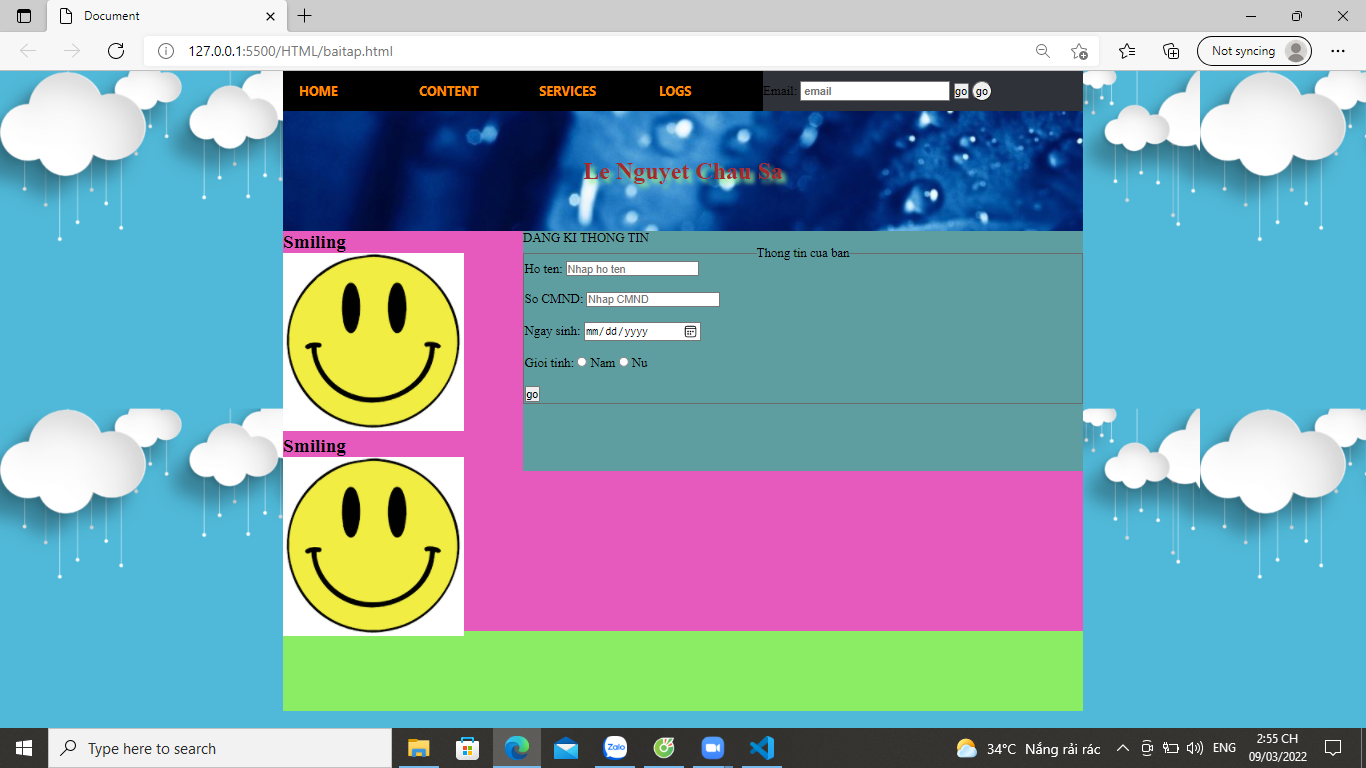 Document
127.0.0.1:5500/HTML/baitap.html
Not syncing
HOME CONTENT SERVICES LOGS
Email: email go go
Le Nguyet Chau Sa
Smiling
DANG KI THONG TIN
Thong tin cua ban
Ho ten: Nhap ho ten
So CMND: Nhap CMND
Ngay sinh: mm/dd/yyyy
Gioi tinh: Nam Nu
go
Smiling
Type here to search
Zalo
34°C Nắng rải rác
ENG
2:55 CH
09/03/2022